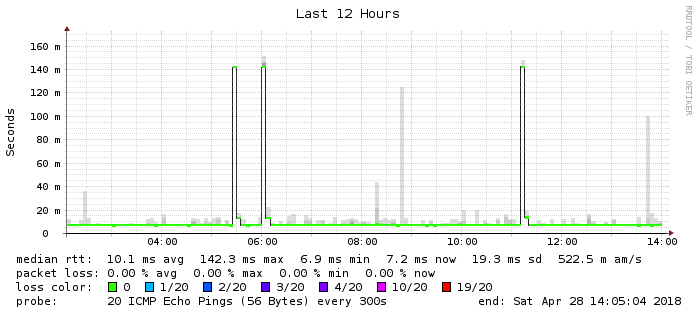 Last 12 Hours
RRDTOOL / TOBI OETIKER
Seconds
160 m
140 m
120 m
100 m
80 m
60 m
40 m
20 m
0
04:00 06:00 08:00 10:00 12:00 14:00
median rtt: 10.1 ms avg 142.3 ms max 6.9 ms min 7.2 ms now 19.3 ms sd 522.5 m am/s
packet loss: 0.00 % avg 0.00 % max 0.00 % min 0.00 % now
loss color: 0 1/20 2/20 3/20 4/20 10/20 19/20
probe: 20 ICMP Echo Pings (56 Bytes) every 300s end: Sat Apr 28 14:05:04 2018